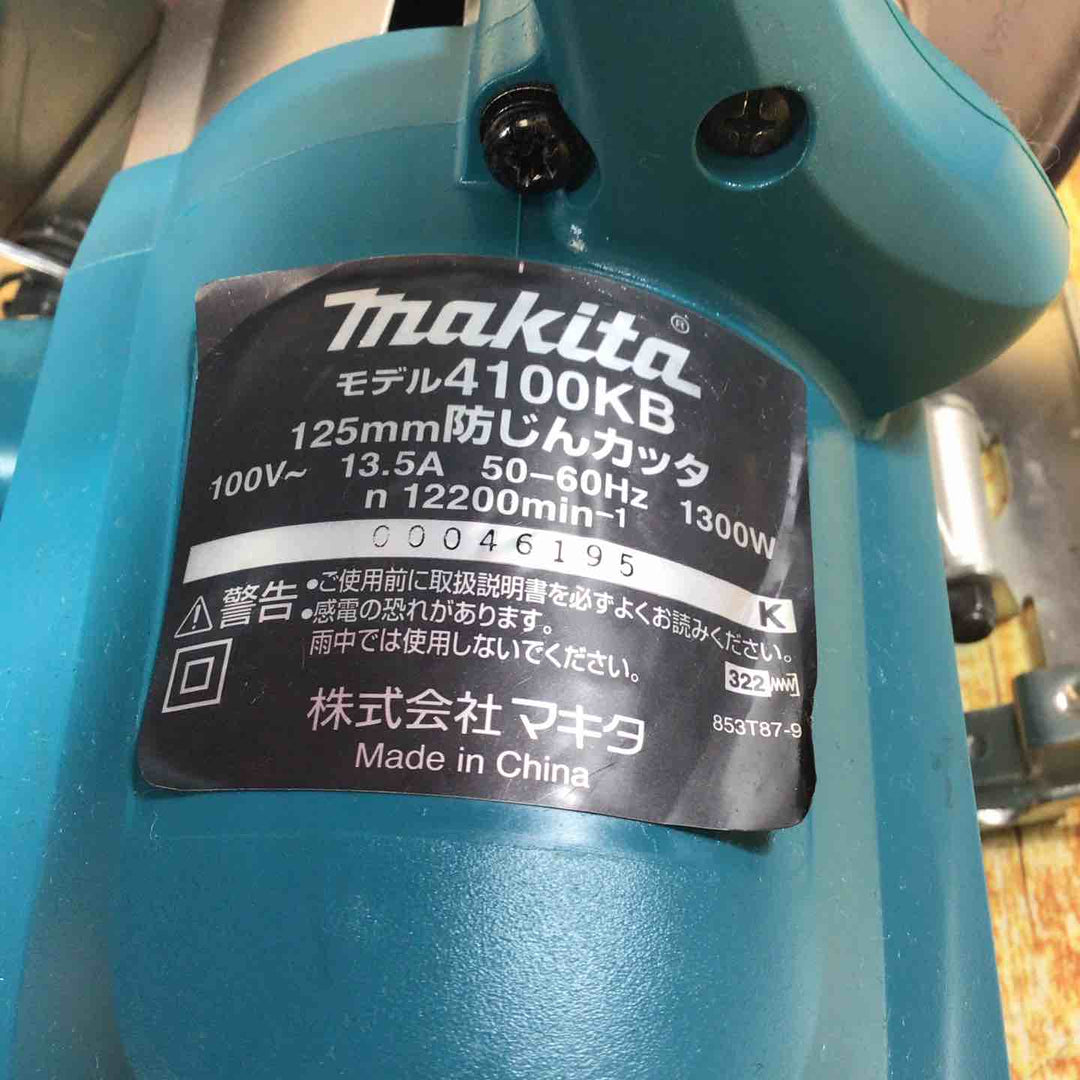 makita®
モデル4100KB
125mm防じんカッタ
100V~ 13.5A 50-60Hz 1300W
n 12200min-1
00046195
K
警告 •ご使用前に取扱説明書を必ずよくお読みください。
•感電の恐れがあります。
雨中では使用しないでください。
322
853T87-9
株式会社マキタ
Made in China